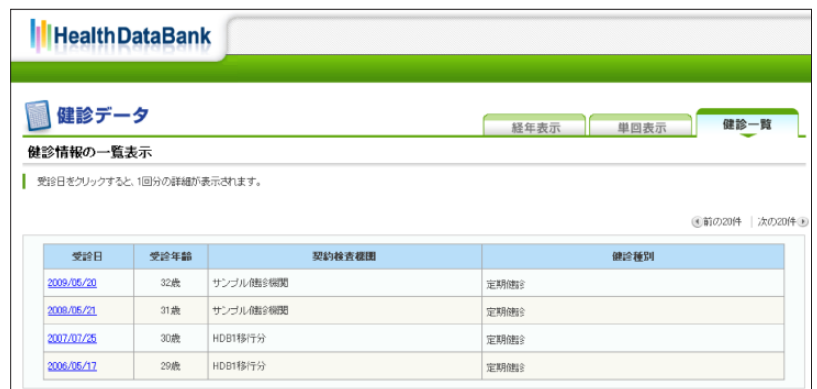 HealthDataBank
健診データ
経年表示 単回表示 健診一覧
健診情報の一覧表示
受診日をクリックすると、1回分の詳細が表示されます。
前の20件 | 次の20件
受診日 受診年齢 契約検査機関 健診種別
2009/05/20 32歳 サンプル健診機関 定期健診
2008/05/21 31歳 サンプル健診機関 定期健診
2007/07/25 30歳 HDB1移行分 定期健診
2006/05/17 29歳 HDB1移行分 定期健診